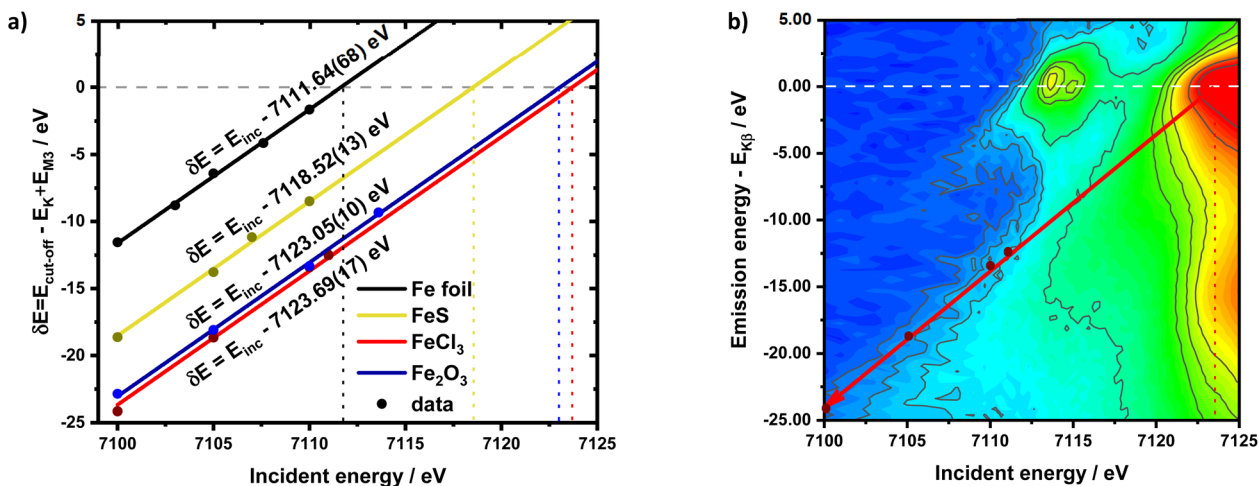 a)
δE=E_cut-off - E_K+E_M3 / eV
5
0
-5
-10
-15
-20
-25
7100
7105
7110
7115
7120
7125
Incident energy / eV
δE = E_inc - 7111.64(68) eV
δE = E_inc - 7118.52(13) eV
δE = E_inc - 7123.05(10) eV
δE = E_inc - 7123.69(17) eV
Fe foil
FeS
FeCl₃
Fe₂O₃
data
b)
Emission energy - E_Kβ / eV
5.00
0.00
-5.00
-10.00
-15.00
-20.00
-25.00
7100
7105
7110
7115
7120
7125
Incident energy / eV